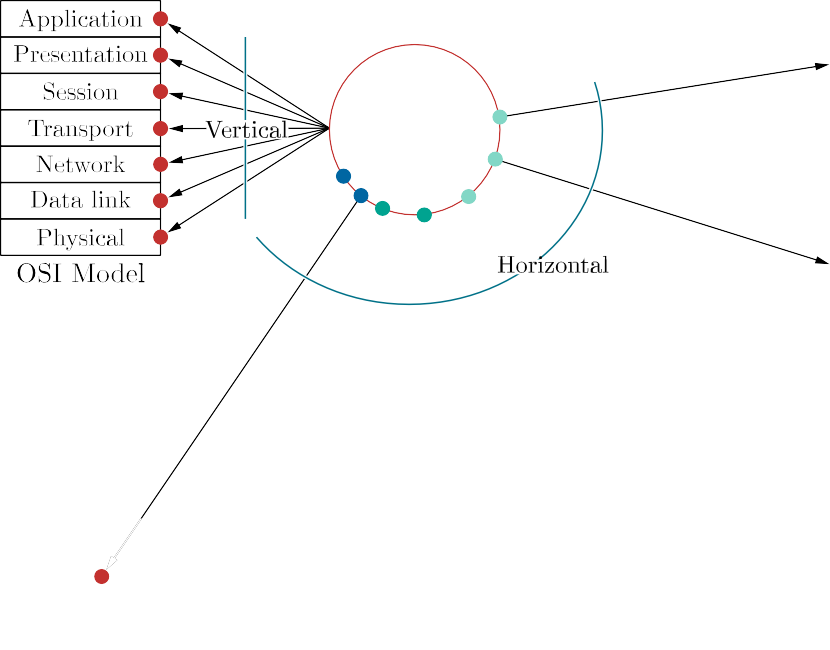 Application
Presentation
Session
Transport
Network
Data link
Physical
OSI Model
Vertical
Horizontal